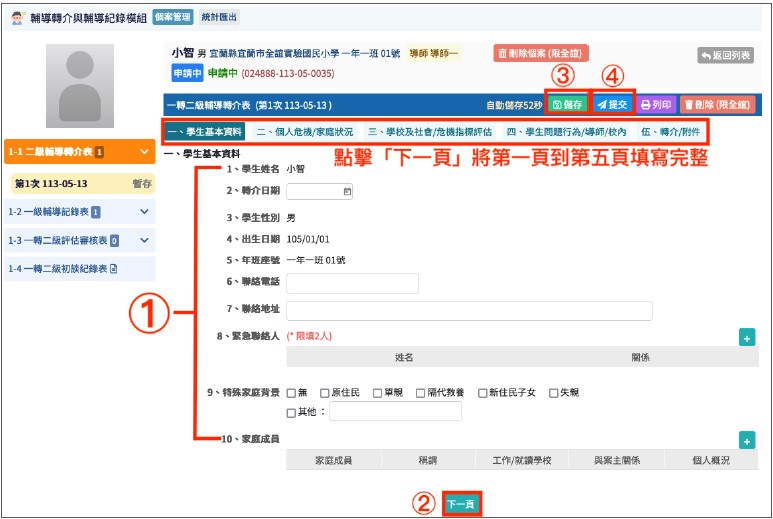 輔導轉介與輔導紀錄模組 個案管理 統計匯出
小智 男 宜蘭縣宜蘭市全誼實驗國民小學 一年一班 01號 導師 導師一 刪除個案 (限全誼) 返回列表
申請中 申請中 (024888-113-05-0035)
③ ④
一轉二級輔導轉介表 (第1次 113-05-13 ) 自動儲存52秒 儲存 提交 列印 刪除 (限全誼)
一、學生基本資料 二、個人危機/家庭狀況 三、學校及社會/危機指標評估 四、學生問題行為/導師/校內 伍、轉介/附件
點擊「下一頁」將第一頁到第五頁填寫完整
1-1 二級輔導轉介表 1
第1次 113-05-13 暫存
1-2 一級輔導記錄表 1
1-3 一轉二級評估審核表 0
1-4 一轉二級初談紀錄表
一、學生基本資料
①
1、學生姓名 小智
2、轉介日期
3、學生性別 男
4、出生日期 105/01/01
5、年班座號 一年一班 01號
6、聯絡電話
7、聯絡地址
8、緊急聯絡人 (* 限填2人) +
姓名 關係
9、特殊家庭背景 無 原住民 單親 隔代教養 新住民子女 失親
其他：
10、家庭成員 +
家庭成員 稱謂 工作/就讀學校 與案主關係 個人概況
② 下一頁